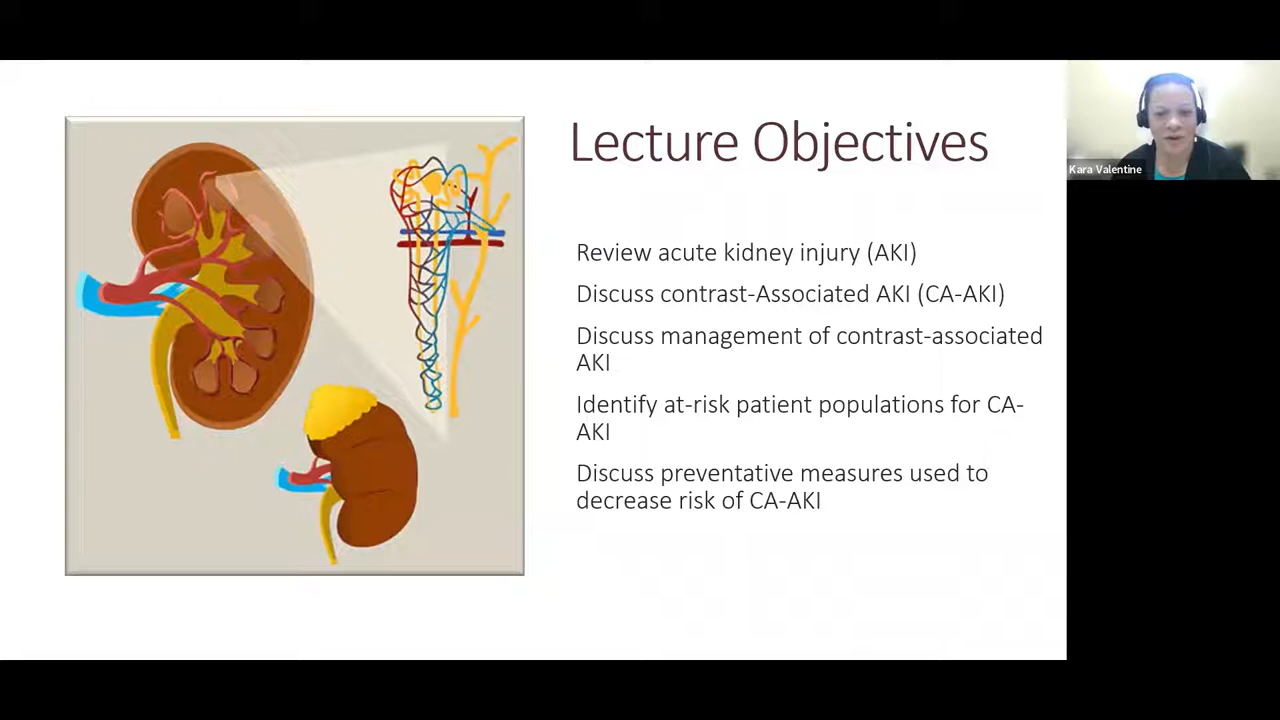 Lecture Objectives
Kara Valentine
Review acute kidney injury (AKI)
Discuss contrast-Associated AKI (CA-AKI)
Discuss management of contrast-associated
AKI
Identify at-risk patient populations for CA-
AKI
Discuss preventative measures used to
decrease risk of CA-AKI